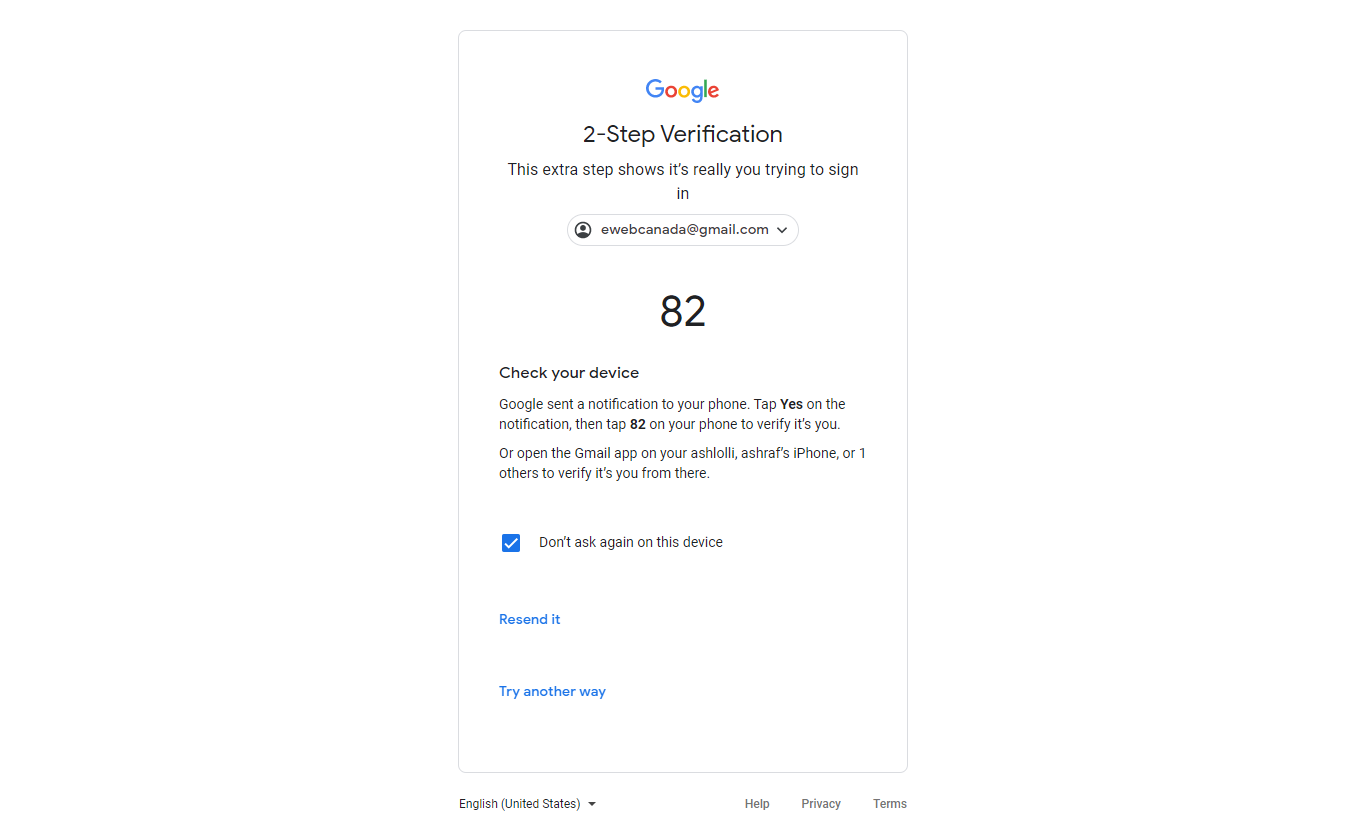 Google
2-Step Verification
This extra step shows it’s really you trying to sign
in
ewebcanada@gmail.com
82
Check your device
Google sent a notification to your phone. Tap Yes on the
notification, then tap 82 on your phone to verify it’s you.
Or open the Gmail app on your ashlolli, ashraf’s iPhone, or 1
others to verify it’s you from there.
Don’t ask again on this device
Resend it
Try another way
English (United States) Help Privacy Terms